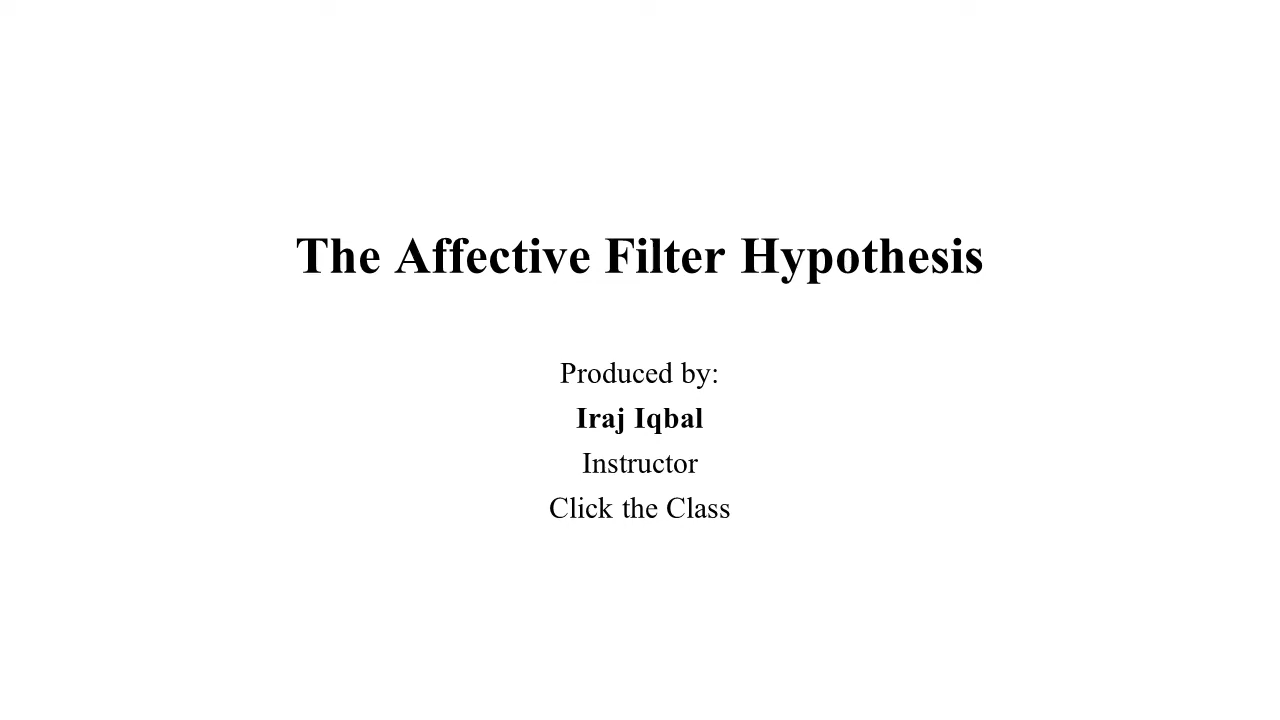 The Affective Filter Hypothesis
Produced by:
Iraj Iqbal
Instructor
Click the Class